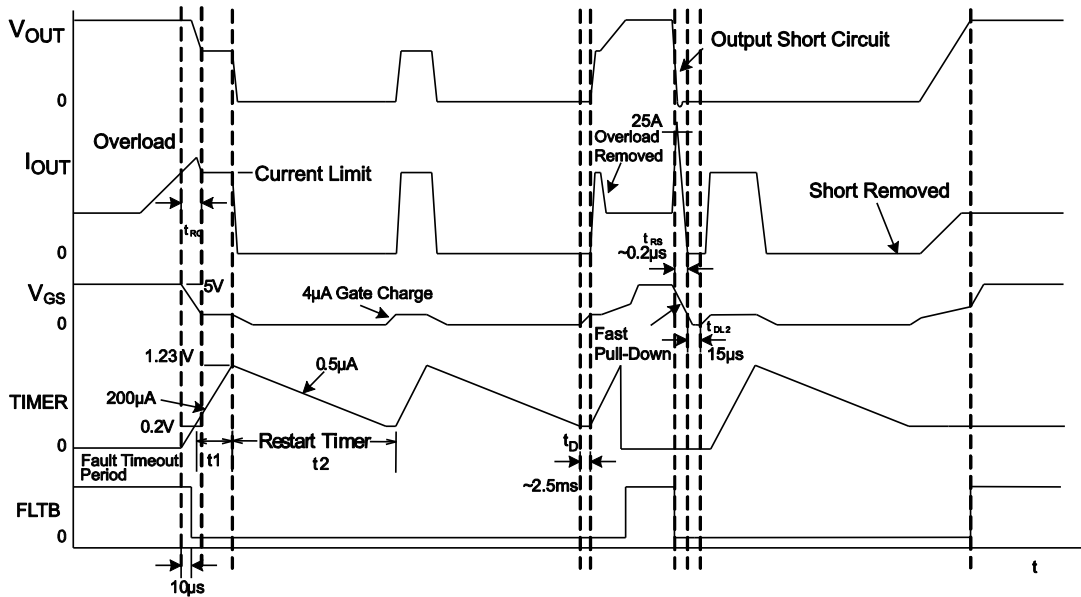 VOUT
0
Output Short Circuit
Overload
IOUT
Current Limit
0
25A
Overload
Removed
Short Removed
tRS
~0.2µs
tRC
VGS
5V
0
4µA Gate Charge
Fast
Pull-Down
tDL2
15µs
1.23 V
0.5µA
TIMER
200µA
0.2V
0
Fault Timeout
Period
t1
Restart Timer
t2
tD
~2.5ms
FLTB
0
10µs
t